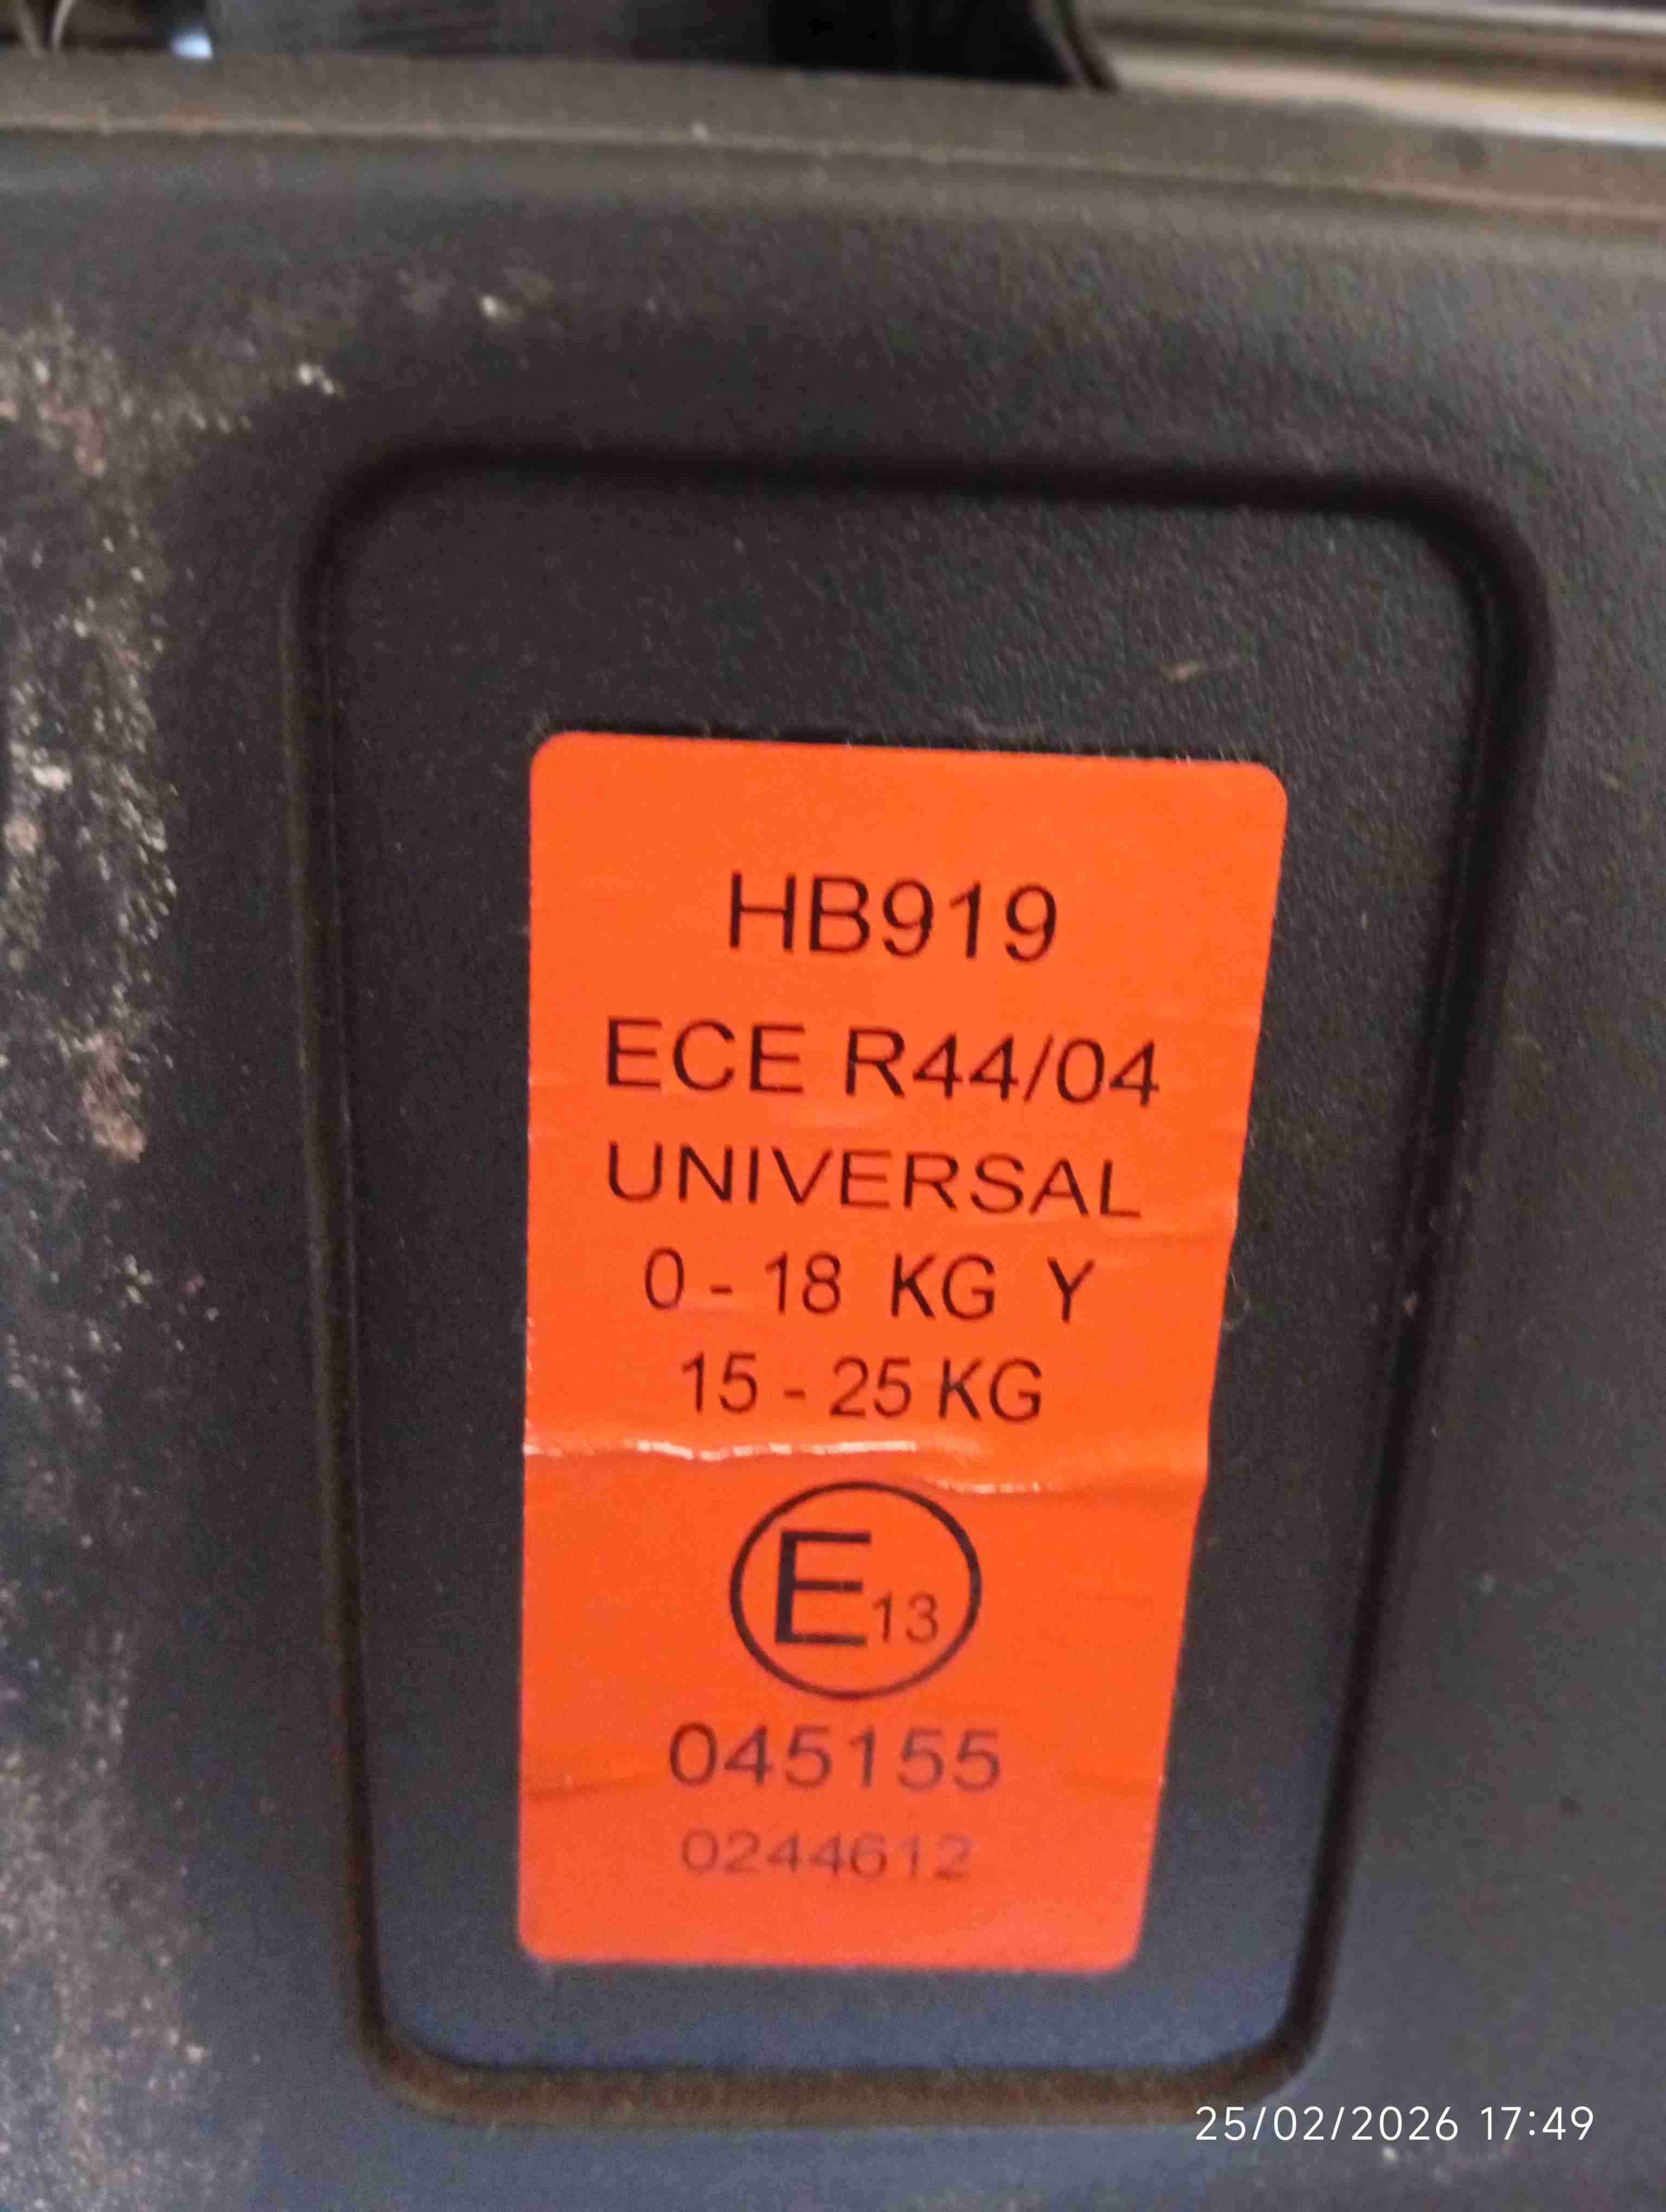 HB919
ECE R44/04
UNIVERSAL
0 - 18 KG Y
15 - 25 KG
E13
045155
0244612
25/02/2026 17:49